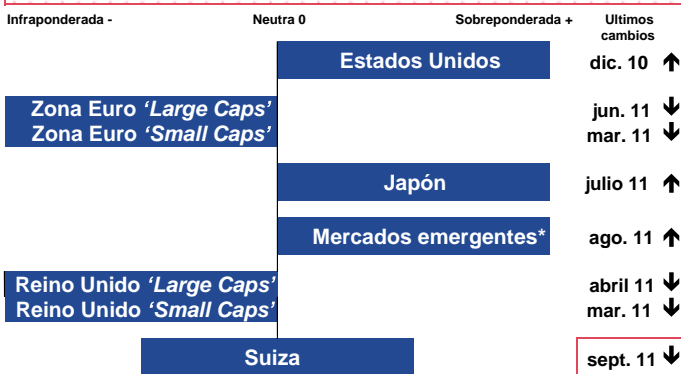 Infraponderada - Neutra 0 Sobreponderada + Ultimos cambios
Estados Unidos dic. 10 ↑
Zona Euro ‘Large Caps’ jun. 11 ↓
Zona Euro ‘Small Caps’ mar. 11 ↓
Japón julio 11 ↑
Mercados emergentes* ago. 11 ↑
Reino Unido ‘Large Caps’ abril 11 ↓
Reino Unido ‘Small Caps’ mar. 11 ↓
Suiza sept. 11 ↓